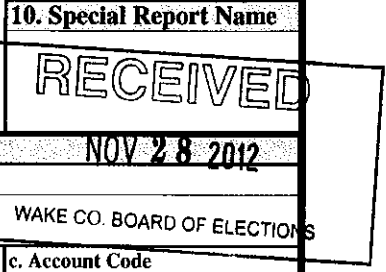 10. Special Report Name
RECEIVED
NOV 28 2012
WAKE CO. BOARD OF ELECTIONS
c. Account Code